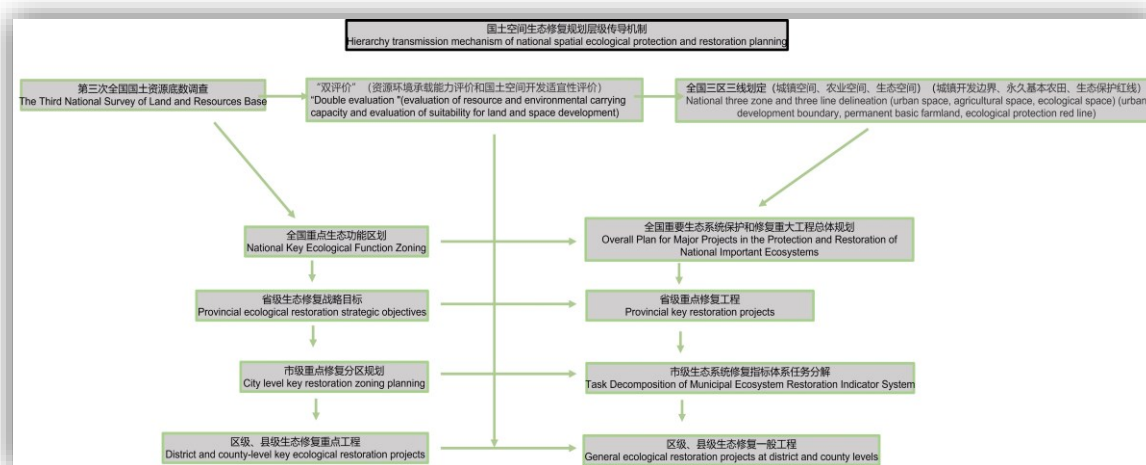 国土空间生态修复规划层级传导机制
Hierarchy transmission mechanism of national spatial ecological protection and restoration planning
第三次全国国土资源底数调查
The Third National Survey of Land and Resources Base
“双评价” （资源环境承载能力评价和国土空间开发适宜性评价）
“Double evaluation "(evaluation of resource and environmental carrying
capacity and evaluation of suitability for land and space development)
全国三区三线划定（城镇空间、农业空间、生态空间）（城镇开发边界、永久基本农田、生态保护红线）
National three zone and three line delineation (urban space, agricultural space, ecological space) (urban
development boundary, permanent basic farmland, ecological protection red line)
全国重点生态功能区划
National Key Ecological Function Zoning
全国重要生态系统保护和修复重大工程总体规划
Overall Plan for Major Projects in the Protection and Restoration of
National Important Ecosystems
省级生态修复战略目标
Provincial ecological restoration strategic objectives
省级重点修复工程
Provincial key restoration projects
市级重点修复分区规划
City level key restoration zoning planning
市级生态系统修复指标体系任务分解
Task Decomposition of Municipal Ecosystem Restoration Indicator System
区级、县级生态修复重点工程
District and county-level key ecological restoration projects
区级、县级生态修复一般工程
General ecological restoration projects at district and county levels